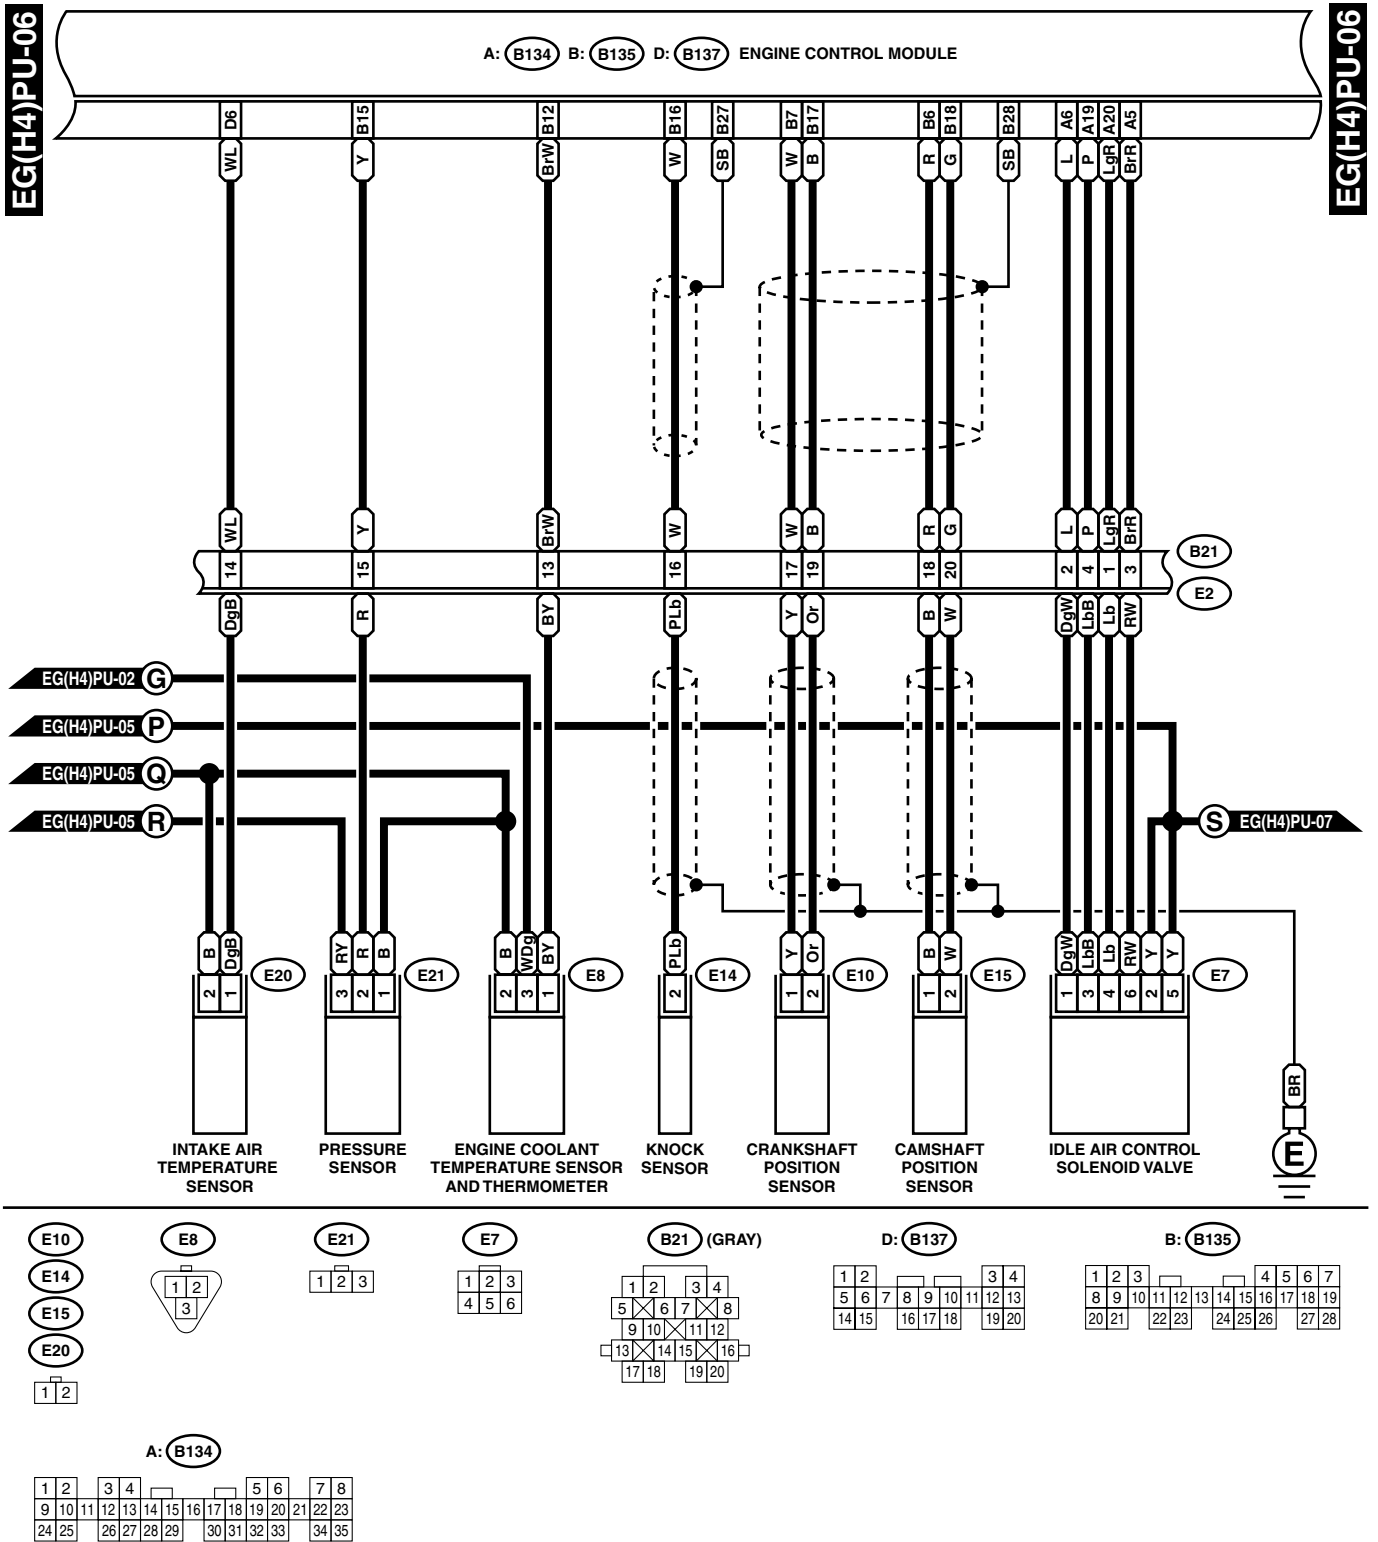 EG(H4)PU-06
EG(H4)PU-06
A: B134 B: B135 D: B137 ENGINE CONTROL MODULE
D6 B15 B12 B16 B27 B7 B17 B6 B18 B28 A6 A19 A20 A5
WL Y BrW W SB W B R G SB L P LgR BrR
WL Y BrW W W B R G L P LgR BrR
B21
14 15 13 16 17 19 18 20 2 4 1 3
E2
DgB R BY PLb Y Or B W DgW LbB Lb RW
EG(H4)PU-02 G
EG(H4)PU-05 P
EG(H4)PU-05 Q
EG(H4)PU-05 R
S EG(H4)PU-07
B DgB RY R B B WDg BY PLb Y Or B W DgW LbB Lb RW Y Y
E20 E21 E8 E14 E10 E15 E7
2 1 3 2 1 2 3 1 2 1 2 1 2 1 3 4 6 2 5
BR
E
INTAKE AIR
TEMPERATURE
SENSOR
PRESSURE
SENSOR
ENGINE COOLANT
TEMPERATURE SENSOR
AND THERMOMETER
KNOCK
SENSOR
CRANKSHAFT
POSITION
SENSOR
CAMSHAFT
POSITION
SENSOR
IDLE AIR CONTROL
SOLENOID VALVE
E10
E14
E15
E20
1 2
E8
1 2
3
E21
1 2 3
E7
1 2 3
4 5 6
B21 (GRAY)
1 2 3 4
5 6 7 8
9 10 11 12
13 14 15 16
17 18 19 20
D: B137
1 2 3 4
5 6 7 8 9 10 11 12 13
14 15 16 17 18 19 20
B: B135
1 2 3 4 5 6 7
8 9 10 11 12 13 14 15 16 17 18 19
20 21 22 23 24 25 26 27 28
A: B134
1 2 3 4 5 6 7 8
9 10 11 12 13 14 15 16 17 18 19 20 21 22 23
24 25 26 27 28 29 30 31 32 33 34 35